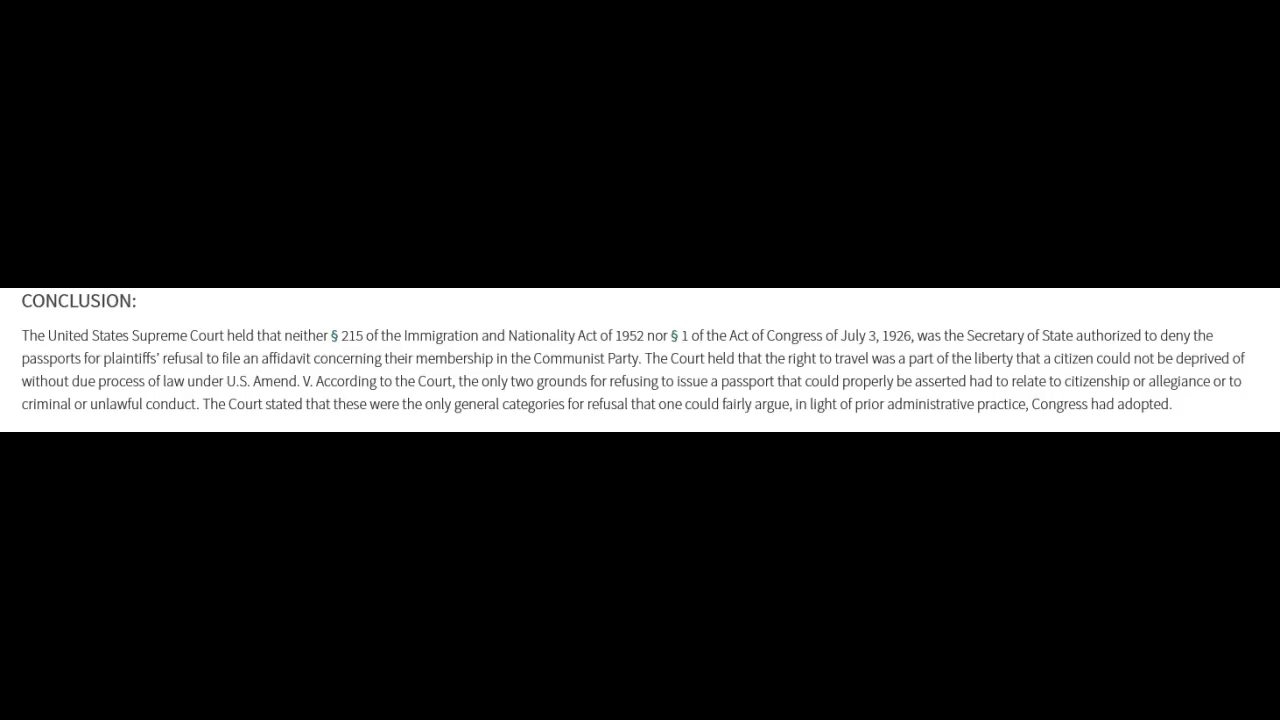 CONCLUSION:
The United States Supreme Court held that neither § 215 of the Immigration and Nationality Act of 1952 nor § 1 of the Act of Congress of July 3, 1926, was the Secretary of State authorized to deny the
passports for plaintiffs’ refusal to file an affidavit concerning their membership in the Communist Party. The Court held that the right to travel was a part of the liberty that a citizen could not be deprived of
without due process of law under U.S. Amend. V. According to the Court, the only two grounds for refusing to issue a passport that could properly be asserted had to relate to citizenship or allegiance or to
criminal or unlawful conduct. The Court stated that these were the only general categories for refusal that one could fairly argue, in light of prior administrative practice, Congress had adopted.